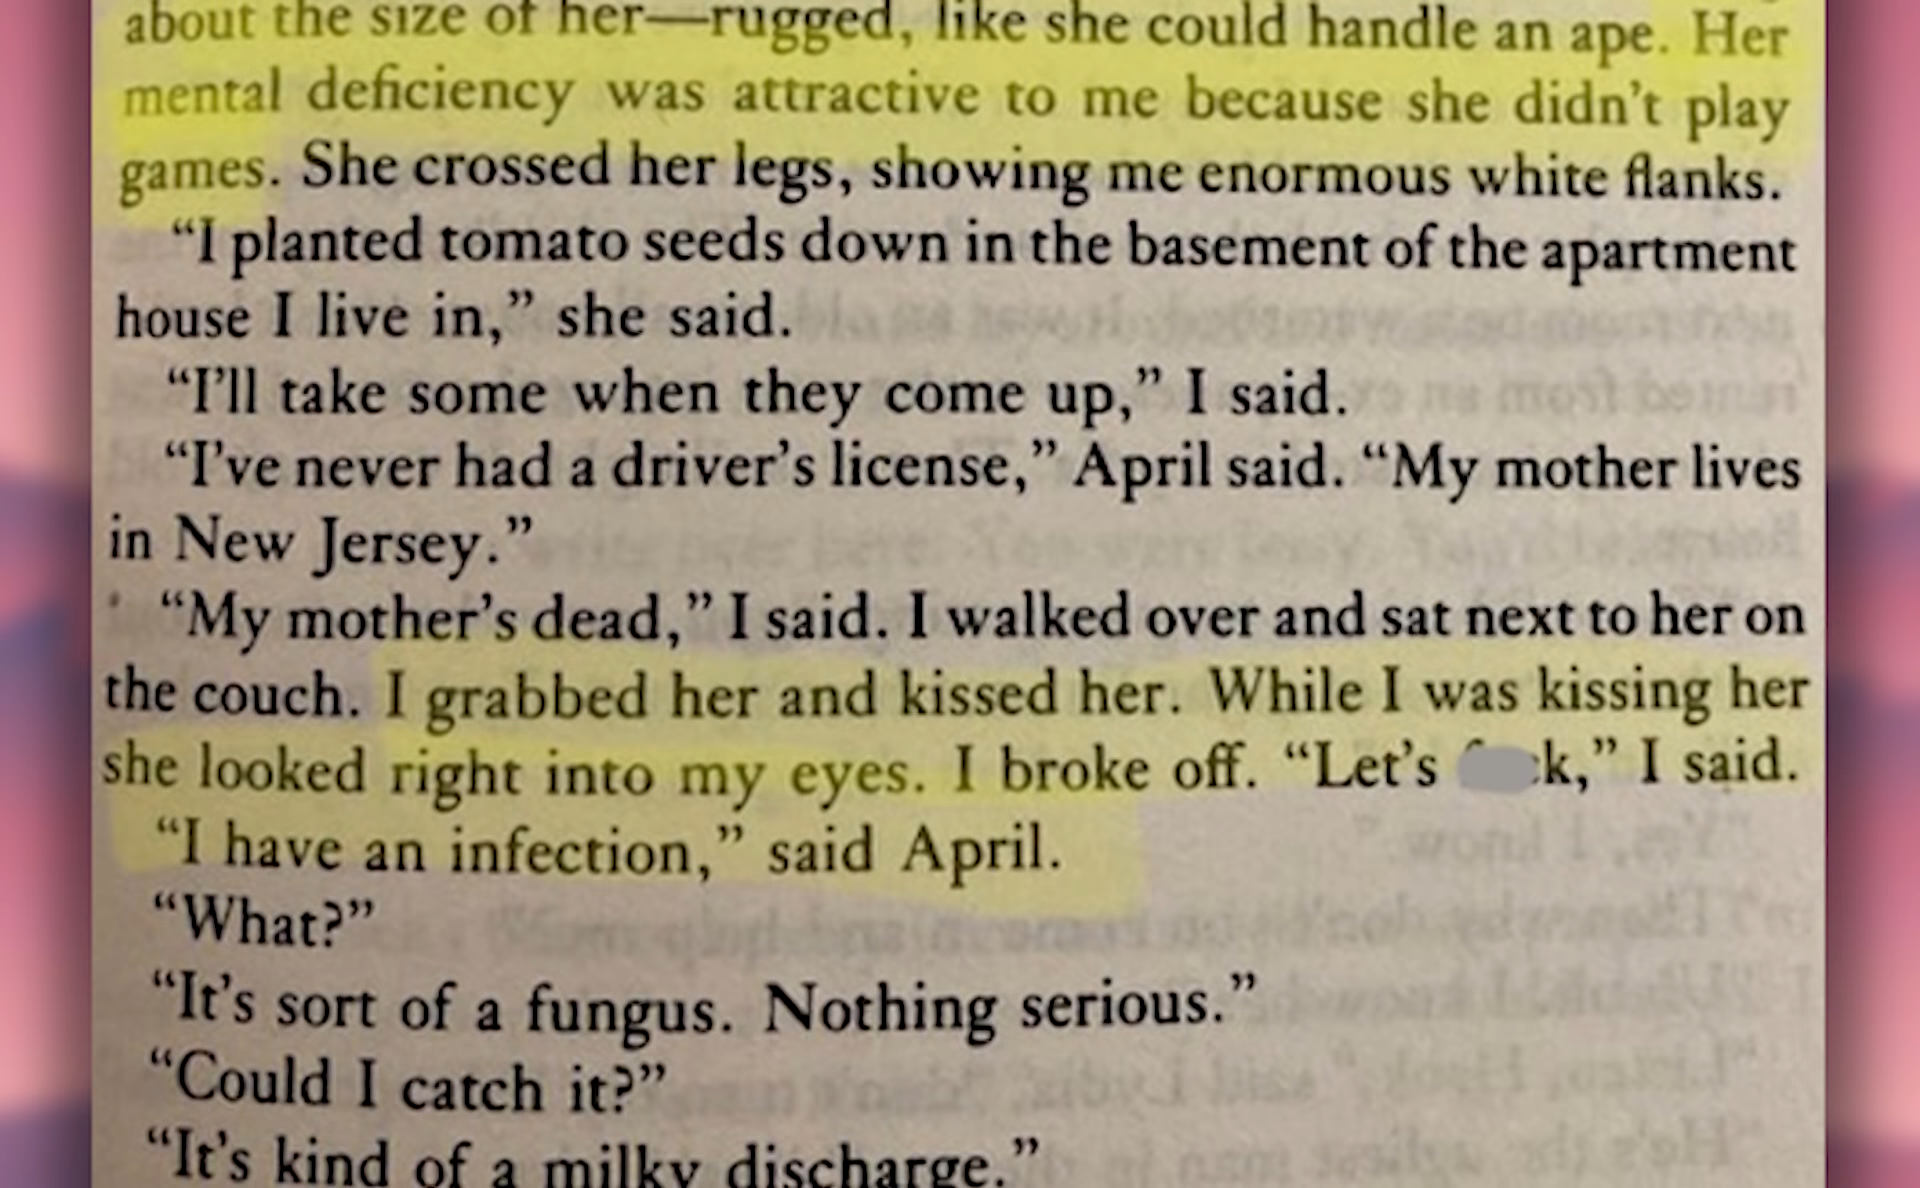 about the size of her—rugged, like she could handle an ape. Her
mental deficiency was attractive to me because she didn't play
games. She crossed her legs, showing me enormous white flanks.
“I planted tomato seeds down in the basement of the apartment
house I live in,” she said.
“I'll take some when they come up,” I said.
“I've never had a driver's license,” April said. “My mother lives
in New Jersey.”
“My mother's dead,” I said. I walked over and sat next to her on
the couch. I grabbed her and kissed her. While I was kissing her
she looked right into my eyes. I broke off. “Let's k,” I said.
“I have an infection,” said April.
“What?”
“It's sort of a fungus. Nothing serious.”
“Could I catch it?”
“It's kind of a milky discharge.”